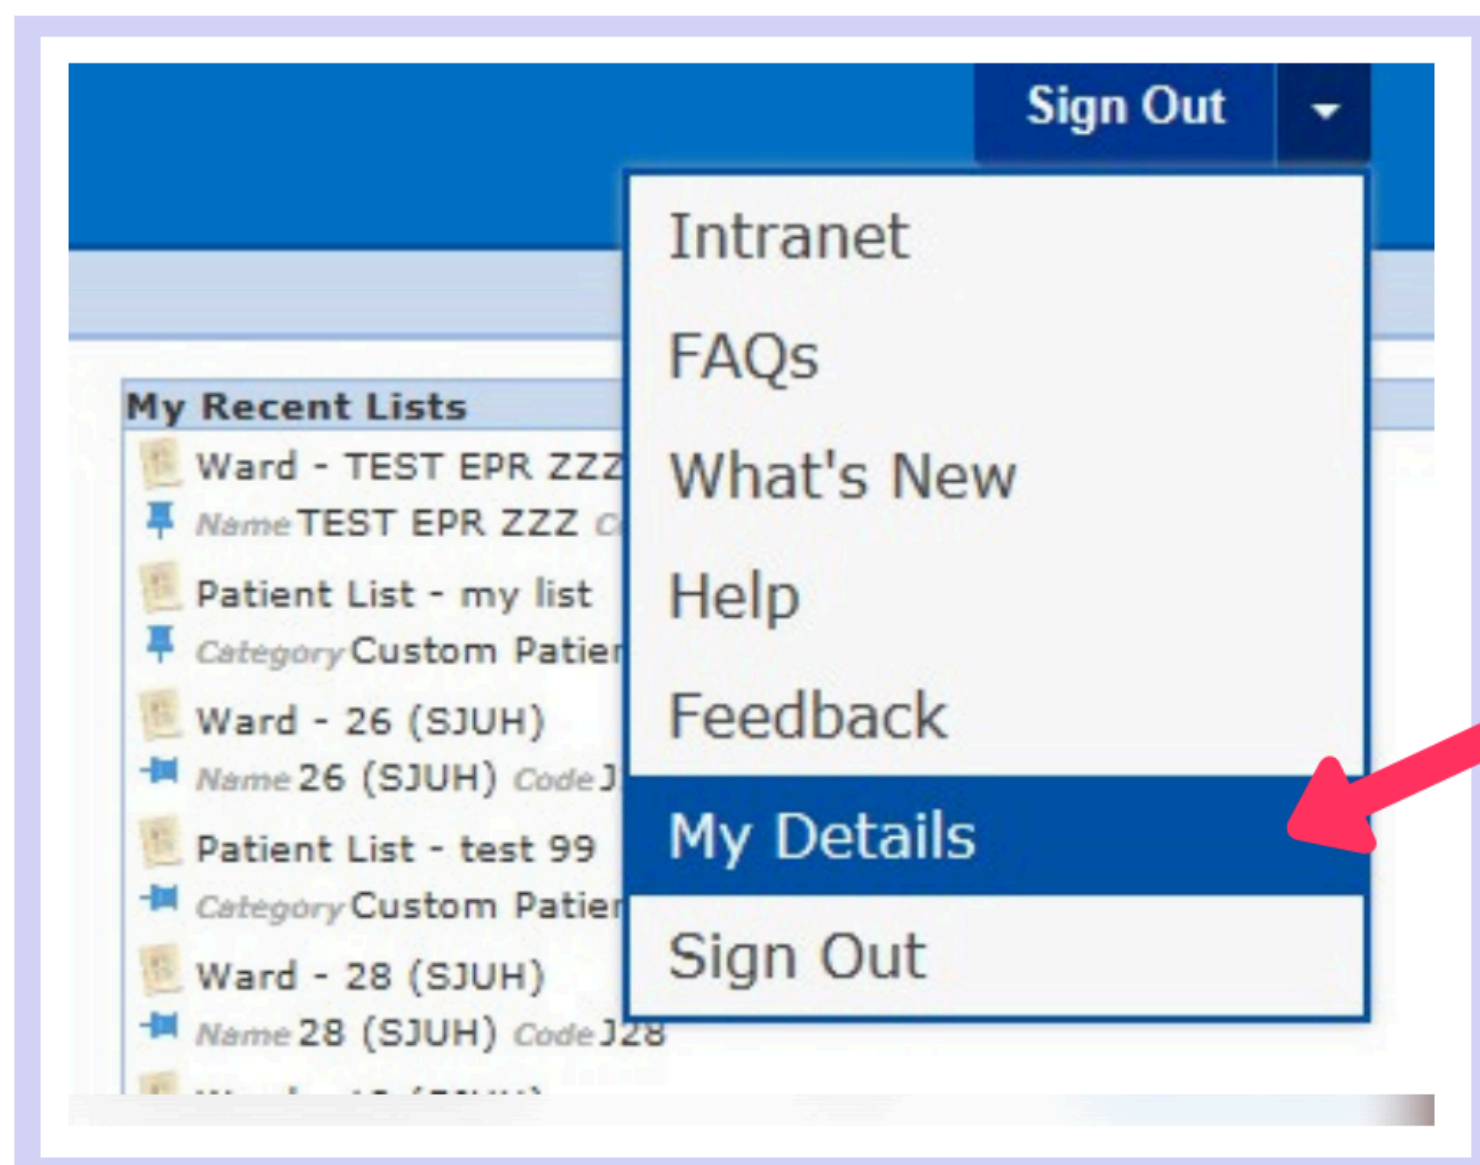 Sign Out
Intranet
FAQs
What's New
Help
Feedback
My Details
Sign Out
My Recent Lists
Ward - TEST EPR ZZZ
Name TEST EPR ZZZ
Patient List - my list
Category Custom
Ward - 26 (SJUH)
Name 26 (SJUH) Code
Patient List - test 99
Category Custom
Ward - 28 (SJUH)
Name 28 (SJUH) Code J28